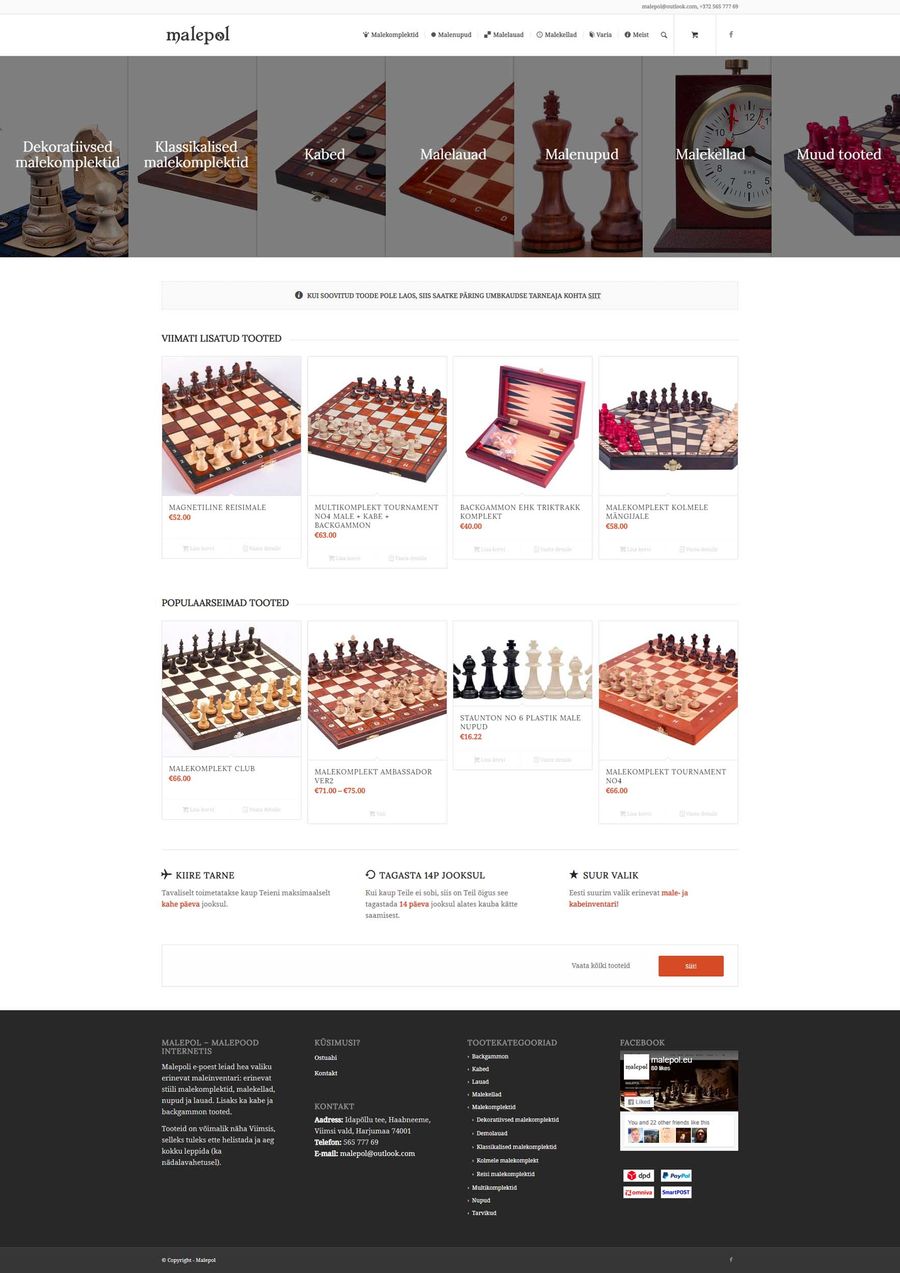 malepol@outlook.com, +372 565 777 69
malepol
Malekomplektid
Malenupud
Malelauad
Malekellad
Varia
Meist
Dekoratiivsed
malekomplektid
Klassikalised
malekomplektid
Kabed
Malelauad
Malenupud
Malekellad
Muud tooted
KUI SOOVITUD TOODE POLE LAOS, SIIS SAATKE PÄRING UMBKAUDSE TARNEAJA KOHTA SIIT
VIIMATI LISATUD TOOTED
MAGNETILINE REISIMALE
€52.00
Lisa korvi
Vaata detaile
MULTIKOMPLEKT TOURNAMENT
NO4 MALE + KABE +
BACKGAMMON
€63.00
Lisa korvi
Vaata detaile
BACKGAMMON EHK TRIKTRAKK
KOMPLEKT
€40.00
Lisa korvi
Vaata detaile
MALEKOMPLEKT KOLMELE
MÄNGIJALE
€58.00
Lisa korvi
Vaata detaile
POPULAARSEIMAD TOOTED
MALEKOMPLEKT CLUB
€66.00
Lisa korvi
Vaata detaile
MALEKOMPLEKT AMBASSADOR
VER2
€71.00 – €75.00
Vali
STAUNTON NO 6 PLASTIK MALE
NUPUD
€16.22
Lisa korvi
Vaata detaile
MALEKOMPLEKT TOURNAMENT
NO4
€66.00
Lisa korvi
Vaata detaile
KIIRE TARNE
Tavaliselt toimetatakse kaup Teieni maksimaalselt
kahe päeva jooksul.
TAGASTA 14P JOOKSUL
Kui kaup Teile ei sobi, siis on Teil õigus see
tagastada 14 päeva jooksul alates kauba kätte
saamisest.
SUUR VALIK
Eesti suurim valik erinevat male- ja
kabeinventari!
Vaata kõiki tooteid
Siit!
MALEPOL – MALEPOOD
INTERNETIS
Malepoli e-poest leiad hea valiku
erinevat maleinventari: erinevat
stiili malekomplektid, malekellad,
nupud ja lauad. Lisaks ka kabe ja
backgammon tooted.
Tooteid on võimalik näha Viimsis,
selleks tuleks ette helistada ja aeg
kokku leppida (ka
nädalavahetusel).
KÜSIMUSI?
Ostuabi
Kontakt
KONTAKT
Aadress: Idapõllu tee, Haabneeme,
Viimsi vald, Harjumaa 74001
Telefon: 565 777 69
E-mail: malepol@outlook.com
TOOTEKATEGOORIAD
Backgammon
Kabed
Lauad
Malekellad
Malekomplektid
Dekoratiivsed malekomplektid
Demolauad
Klassikalised malekomplektid
Kolmele malekomplekt
Reisi malekomplektid
Multikomplektid
Nupud
Tarvikud
FACEBOOK
malepol
malepol.eu
80 likes
Liked
You and 22 other friends like this
dpd
PayPal
omniva
SmartPOST
© Copyright - Malepol